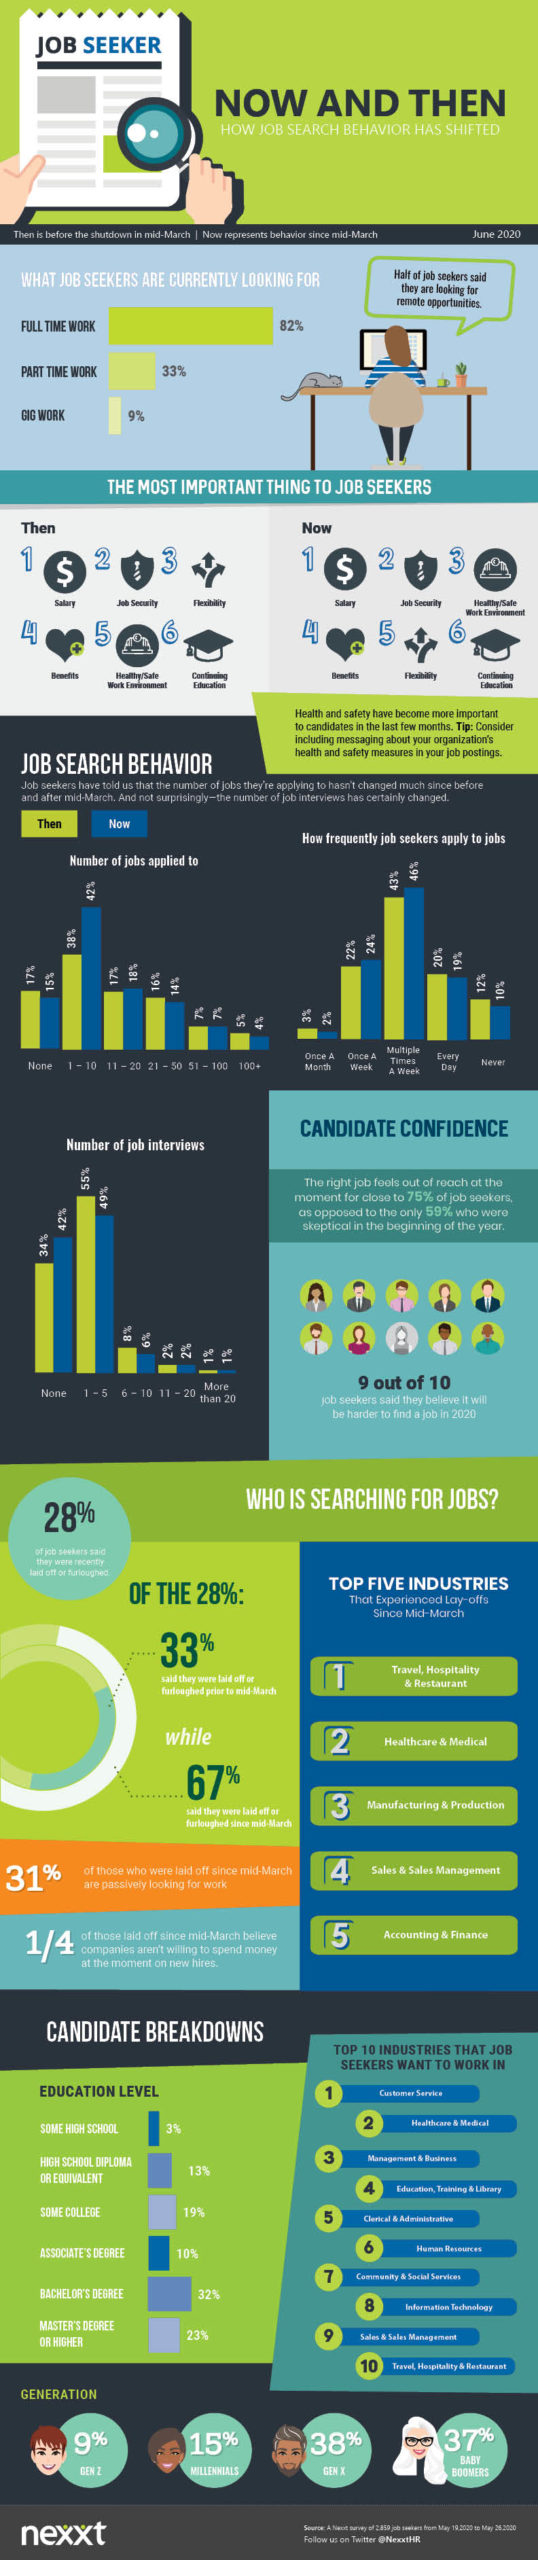 JOB SEEKER
NOW AND THEN
HOW JOB SEARCH BEHAVIOR HAS SHIFTED
Then is before the shutdown in mid-March | Now represents behavior since mid-March
June 2020
WHAT JOB SEEKERS ARE CURRENTLY LOOKING FOR
FULL TIME WORK
82%
PART TIME WORK
33%
GIG WORK
9%
Half of job seekers said
they are looking for
remote opportunities.
THE MOST IMPORTANT THING TO JOB SEEKERS
Then
1
$
2
3
Salary
Job Security
Flexibility
4
5
6
Benefits
Healthy/Safe
Work Environment
Continuing
Education
Now
1
$
2
3
Salary
Job Security
Healthy/Safe
Work Environment
4
5
6
Benefits
Flexibility
Continuing
Education
Health and safety have become more important
to candidates in the last few months. Tip: Consider
including messaging about your organization's
health and safety measures in your job postings.
JOB SEARCH BEHAVIOR
Job seekers have told us that the number of jobs they're applying to hasn't changed much since before
and after mid-March. And not surprisingly—the number of job interviews has certainly changed.
Then
Now
Number of jobs applied to
17%
15%
38%
42%
17%
18%
16%
14%
7%
7%
5%
4%
None
1 - 10
11 - 20
21 - 50
51 - 100
100+
How frequently job seekers apply to jobs
3%
2%
22%
24%
43%
46%
20%
19%
12%
10%
Once A
Month
Once A
Week
Multiple
Times
A Week
Every
Day
Never
Number of job interviews
34%
42%
55%
49%
8%
6%
2%
2%
1%
1%
None
1 - 5
6 - 10
11 - 20
More
than 20
CANDIDATE CONFIDENCE
The right job feels out of reach at the
moment for close to 75% of job seekers,
as opposed to the only 59% who were
skeptical in the beginning of the year.
9 out of 10
job seekers said they believe it will
be harder to find a job in 2020
WHO IS SEARCHING FOR JOBS?
28%
of job seekers said
they were recently
laid off or furloughed.
OF THE 28%:
33%
said they were laid off or
furloughed prior to mid-March
while
67%
said they were laid off or
furloughed since mid-March
31%
of those who were laid off since mid-March
are passively looking for work
1/4
of those laid off since mid-March believe
companies aren't willing to spend money
at the moment on new hires.
TOP FIVE INDUSTRIES
That Experienced Lay-offs
Since Mid-March
1
Travel, Hospitality
& Restaurant
2
Healthcare & Medical
3
Manufacturing & Production
4
Sales & Sales Management
5
Accounting & Finance
CANDIDATE BREAKDOWNS
EDUCATION LEVEL
SOME HIGH SCHOOL
3%
HIGH SCHOOL DIPLOMA
OR EQUIVALENT
13%
SOME COLLEGE
19%
ASSOCIATE'S DEGREE
10%
BACHELOR'S DEGREE
32%
MASTER'S DEGREE
OR HIGHER
23%
TOP 10 INDUSTRIES THAT JOB
SEEKERS WANT TO WORK IN
1
Customer Service
2
Healthcare & Medical
3
Management & Business
4
Education, Training & Library
5
Clerical & Administrative
6
Human Resources
7
Community & Social Services
8
Information Technology
9
Sales & Sales Management
10
Travel, Hospitality & Restaurant
GENERATION
9%
GEN Z
15%
MILLENNIALS
38%
GEN X
37%
BABY
BOOMERS
nexxt
Source: A Nexxt survey of 2,859 job seekers from May 19,2020 to May 26,2020
Follow us on Twitter @NexxtHR